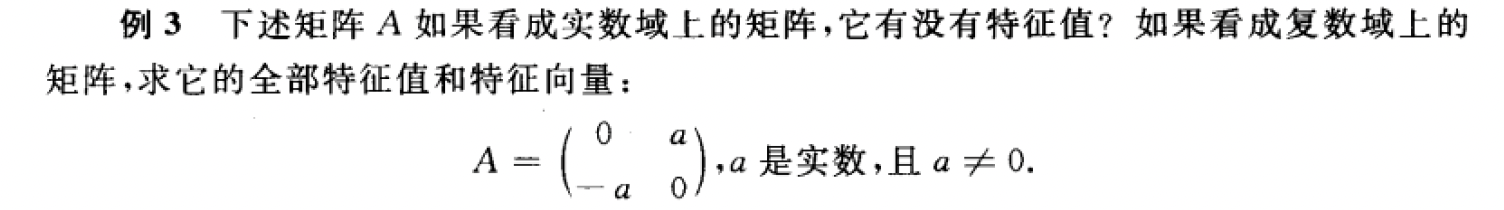 例 3 下述矩阵 A 如果看成实数域上的矩阵,它有没有特征值? 如果看成复数域上的
矩阵,求它的全部特征值和特征向量:
A = ( 0 a
-a 0 ), a 是实数,且 a ≠ 0.